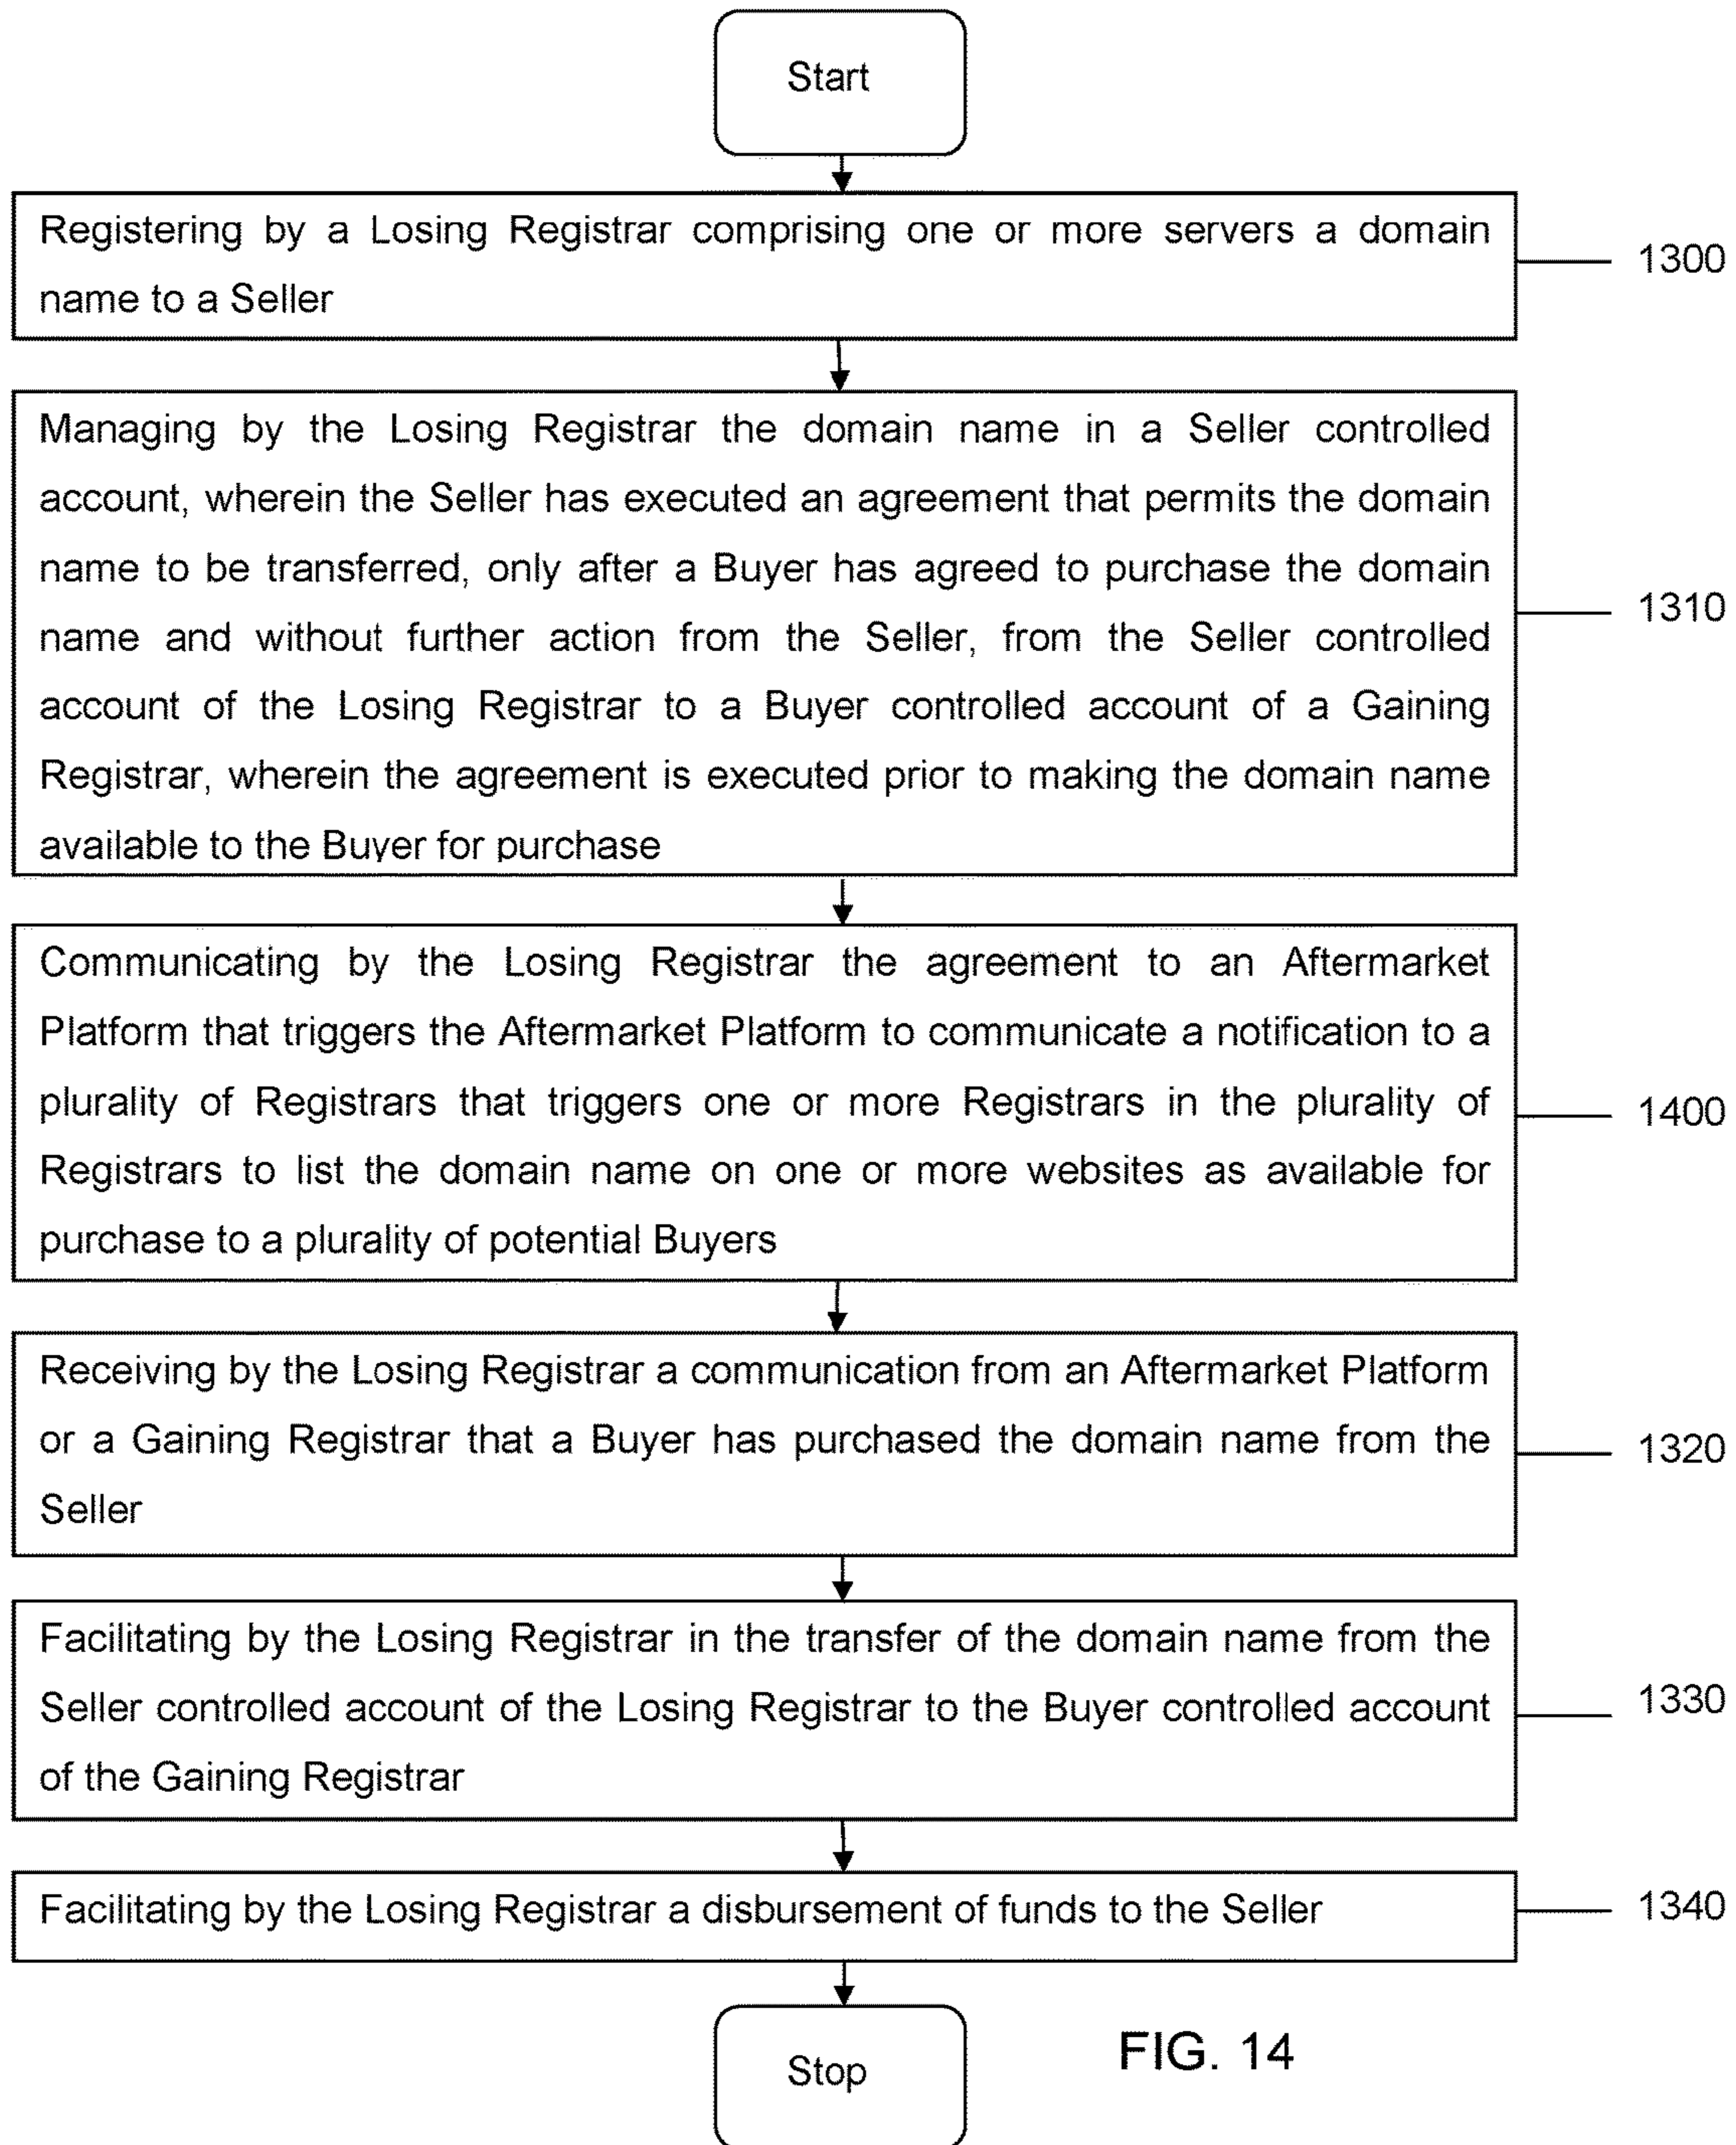 Start
Registering by a Losing Registrar comprising one or more servers a domain
name to a Seller
1300
Managing by the Losing Registrar the domain name in a Seller controlled
account, wherein the Seller has executed an agreement that permits the domain
name to be transferred, only after a Buyer has agreed to purchase the domain
name and without further action from the Seller, from the Seller controlled
account of the Losing Registrar to a Buyer controlled account of a Gaining
Registrar, wherein the agreement is executed prior to making the domain name
available to the Buyer for purchase
1310
Communicating by the Losing Registrar the agreement to an Aftermarket
Platform that triggers the Aftermarket Platform to communicate a notification to a
plurality of Registrars that triggers one or more Registrars in the plurality of
Registrars to list the domain name on one or more websites as available for
purchase to a plurality of potential Buyers
1400
Receiving by the Losing Registrar a communication from an Aftermarket Platform
or a Gaining Registrar that a Buyer has purchased the domain name from the
Seller
1320
Facilitating by the Losing Registrar in the transfer of the domain name from the
Seller controlled account of the Losing Registrar to the Buyer controlled account
of the Gaining Registrar
1330
Facilitating by the Losing Registrar a disbursement of funds to the Seller
1340
Stop
FIG. 14